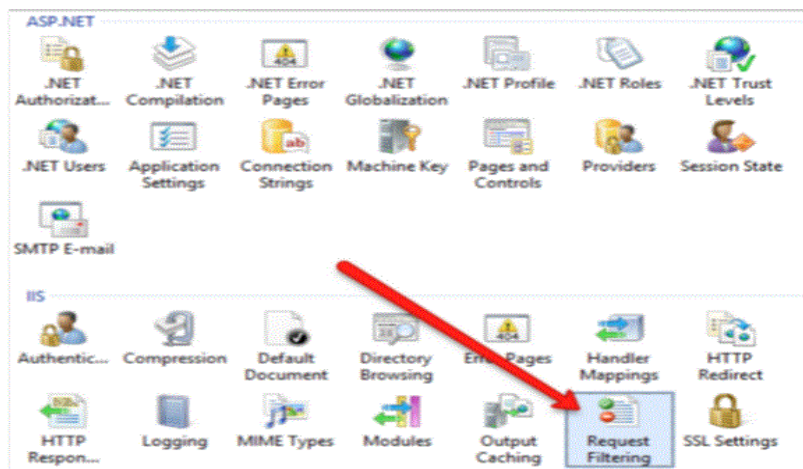 ASP.NET
.NET Authorizat...
.NET Compilation
404
.NET Error Pages
.NET Globalization
.NET Profile
.NET Roles
.NET Trust Levels
.NET Users
Application Settings
ab
Connection Strings
Machine Key
Pages and Controls
Providers
Session State
SMTP E-mail
IIS
Authentic...
Compression
Default Document
Directory Browsing
404
Error Pages
Handler Mappings
HTTP Redirect
HTTP Respon...
Logging
MIME Types
Modules
Output Caching
Request Filtering
SSL Settings